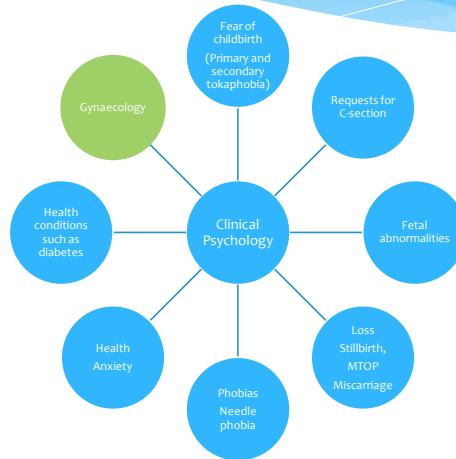 Fear of
childbirth
(Primary and
secondary
tokaphobia)
Requests for
C-section
Fetal
abnormalities
Loss
Stillbirth,
MTOP
Miscarriage
Phobias
Needle
phobia
Health
Anxiety
Health
conditions
such as
diabetes
Gynaecology
Clinical
Psychology